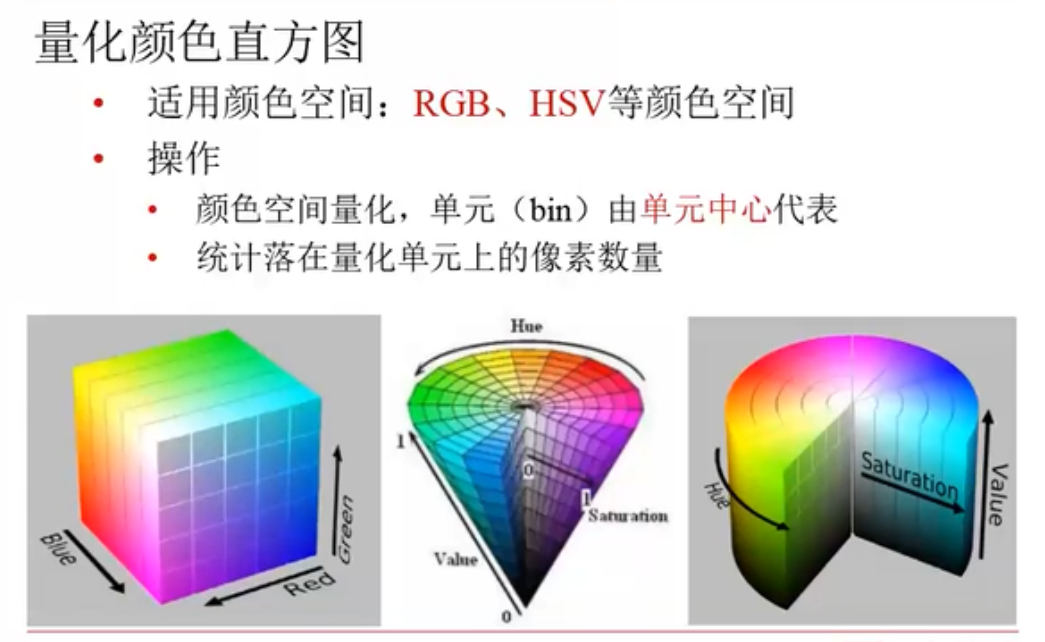 量化颜色直方图
• 适用颜色空间：RGB、HSV等颜色空间
• 操作
• 颜色空间量化，单元（bin）由单元中心代表
• 统计落在量化单元上的像素数量
Blue
Red
Green
Hue
1
0
1
Saturation
Value
0
Hue
Saturation
Value